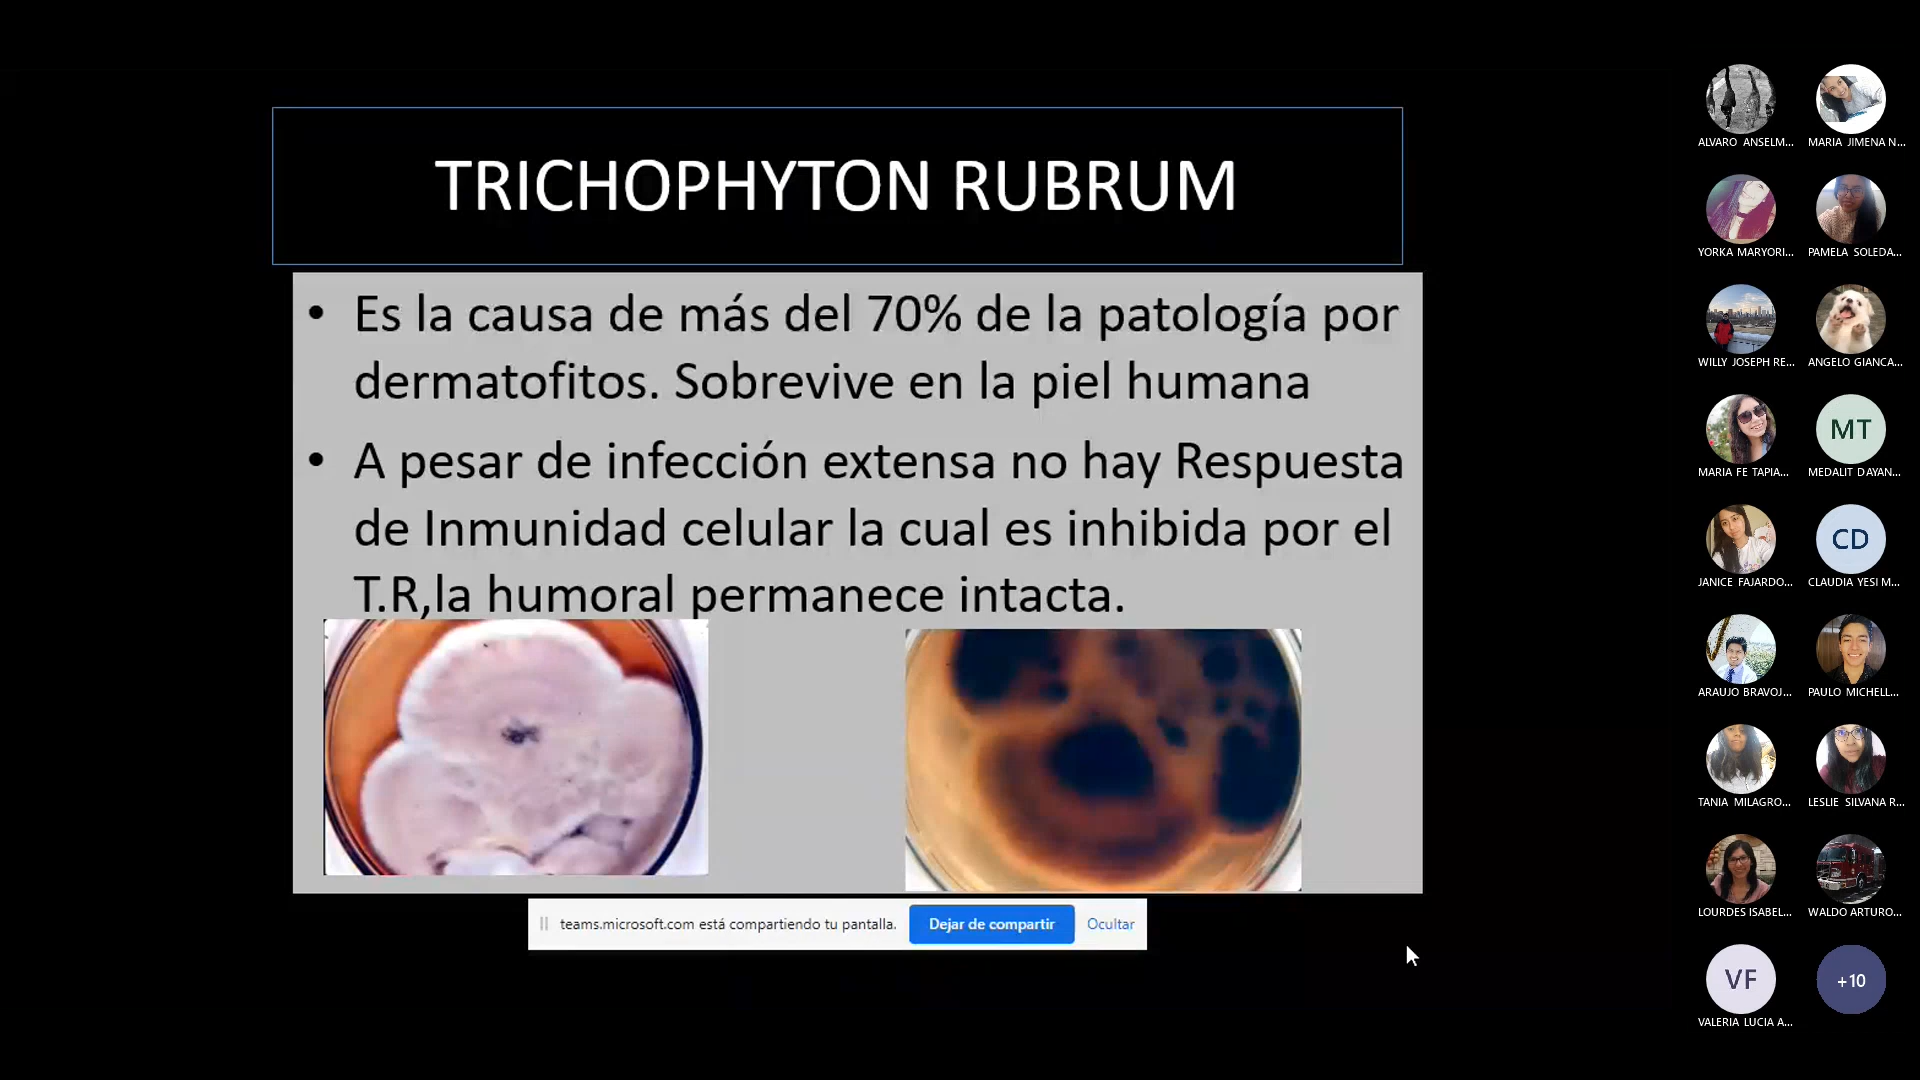 TRICHOPHYTON RUBRUM
• Es la causa de más del 70% de la patología por
dermatofitos. Sobrevive en la piel humana
• A pesar de infección extensa no hay Respuesta
de Inmunidad celular la cual es inhibida por el
T.R,la humoral permanece intacta.
teams.microsoft.com está compartiendo tu pantalla. Dejar de compartir Ocultar
ALVARO ANSELM... MARIA JIMENA N...
YORKA MARYORI... PAMELA SOLEDA...
WILLY JOSEPH RE... ANGELO GIANCA...
MT
MARIA FE TAPIA... MEDALIT DAYAN...
CD
JANICE FAJARDO... CLAUDIA YESI M...
ARAUJO BRAVOJ... PAULO MICHELL...
TANIA MILAGRO... LESLIE SILVANA R...
LOURDES ISABEL... WALDO ARTURO...
VF +10
VALERIA LUCIA A...